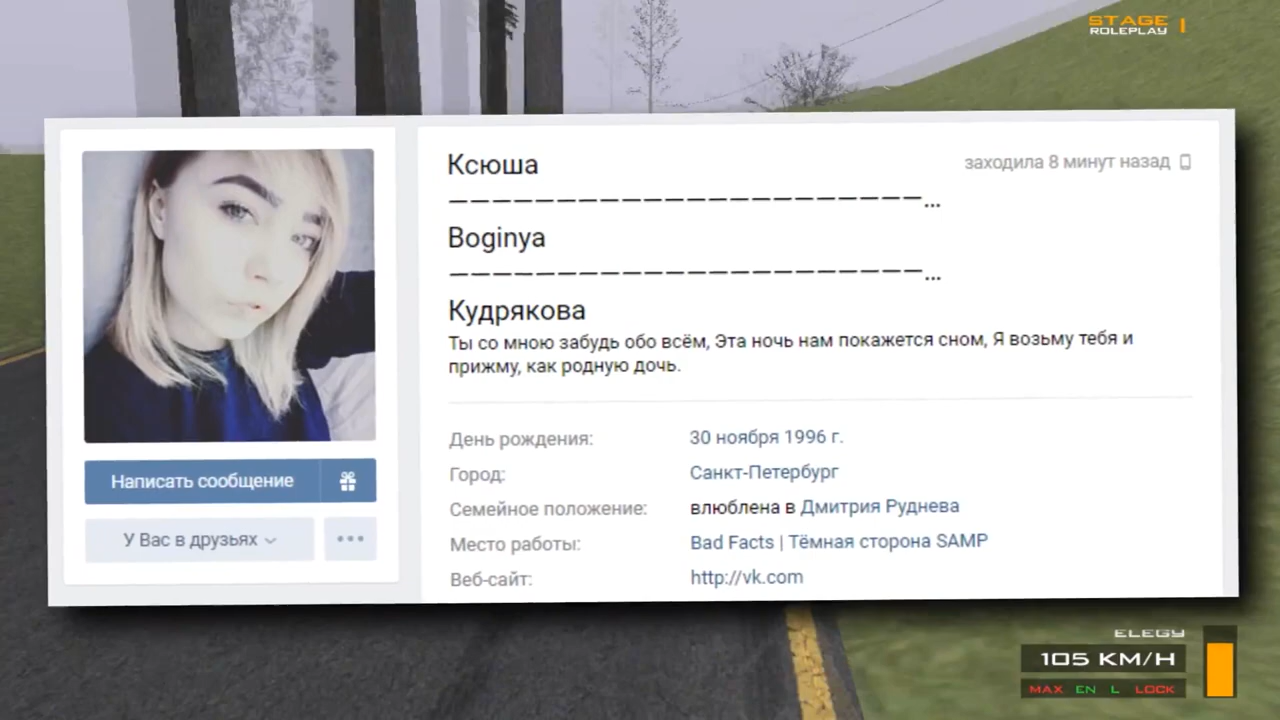 STAGE
ROLEPLAY
Ксюша
заходила 8 минут назад
———————————————————————————...
Boginya
———————————————————————————...
Кудрякова
Ты со мною забудь обо всём, Эта ночь нам покажется сном, Я возьму тебя и
прижму, как родную дочь.
День рождения: 30 ноября 1996 г.
Город: Санкт-Петербург
Семейное положение: влюблена в Дмитрия Руднева
Место работы: Bad Facts | Тёмная сторона SAMP
Веб-сайт: http://vk.com
Написать сообщение
У Вас в друзьях
ELEGY
105 KM/H
MAX EN L LOCK